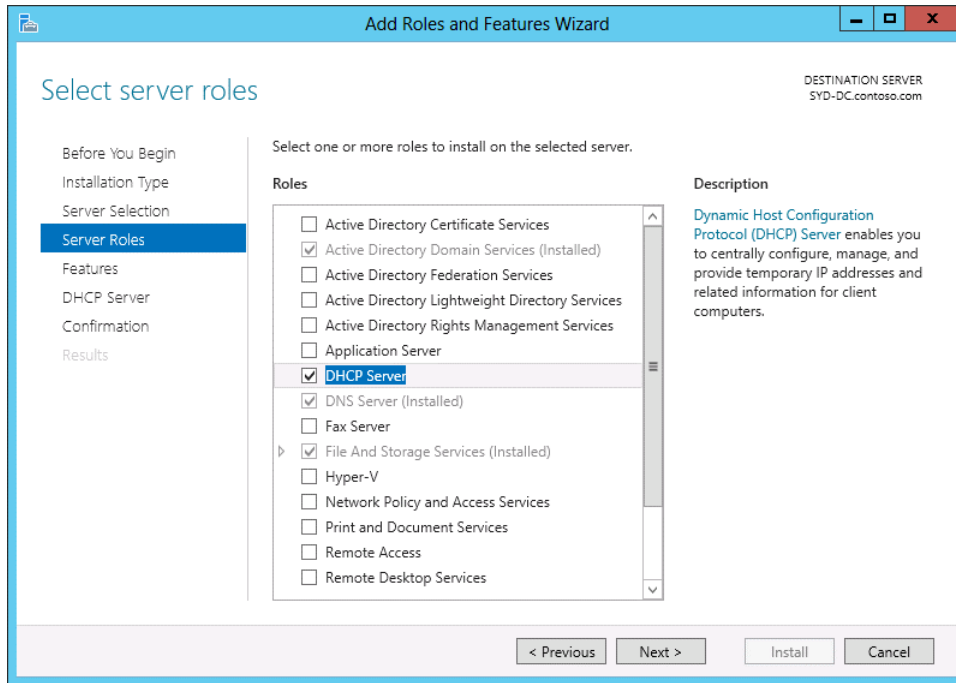 Add Roles and Features Wizard
Select server roles
DESTINATION SERVER
SYD-DC.contoso.com
Before You Begin
Installation Type
Server Selection
Server Roles
Features
DHCP Server
Confirmation
Results
Select one or more roles to install on the selected server.
Roles
Active Directory Certificate Services
Active Directory Domain Services (Installed)
Active Directory Federation Services
Active Directory Lightweight Directory Services
Active Directory Rights Management Services
Application Server
DHCP Server
DNS Server (Installed)
Fax Server
File And Storage Services (Installed)
Hyper-V
Network Policy and Access Services
Print and Document Services
Remote Access
Remote Desktop Services
Description
Dynamic Host Configuration
Protocol (DHCP) Server enables you
to centrally configure, manage, and
provide temporary IP addresses and
related information for client
computers.
< Previous
Next >
Install
Cancel